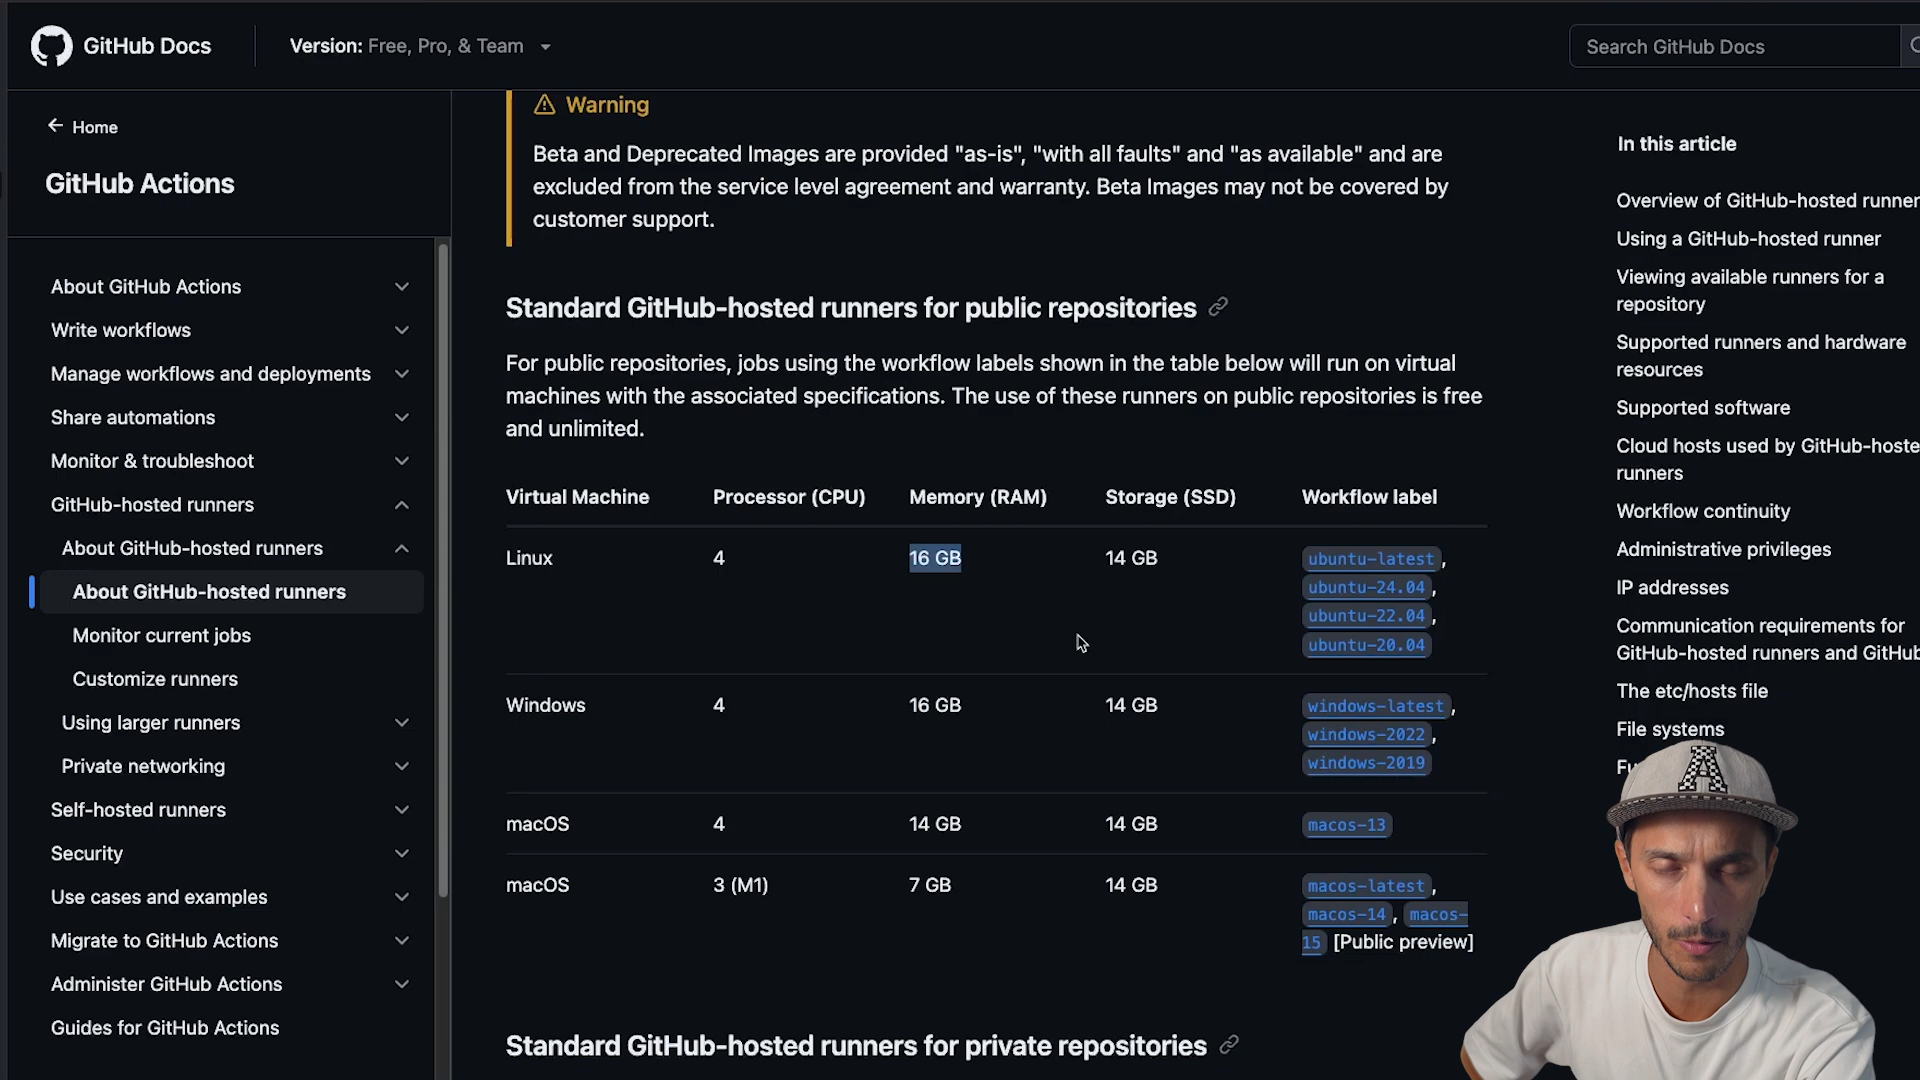 GitHub Docs
Version: Free, Pro, & Team
Search GitHub Docs
Home
GitHub Actions
About GitHub Actions
Write workflows
Manage workflows and deployments
Share automations
Monitor & troubleshoot
GitHub-hosted runners
About GitHub-hosted runners
About GitHub-hosted runners
Monitor current jobs
Customize runners
Using larger runners
Private networking
Self-hosted runners
Security
Use cases and examples
Migrate to GitHub Actions
Administer GitHub Actions
Guides for GitHub Actions
Warning
Beta and Deprecated Images are provided "as-is", "with all faults" and "as available" and are
excluded from the service level agreement and warranty. Beta Images may not be covered by
customer support.
Standard GitHub-hosted runners for public repositories
For public repositories, jobs using the workflow labels shown in the table below will run on virtual
machines with the associated specifications. The use of these runners on public repositories is free
and unlimited.
Virtual Machine Processor (CPU) Memory (RAM) Storage (SSD) Workflow label
Linux 4 16 GB 14 GB ubuntu-latest,
ubuntu-24.04,
ubuntu-22.04,
ubuntu-20.04
Windows 4 16 GB 14 GB windows-latest,
windows-2022,
windows-2019
macOS 4 14 GB 14 GB macos-13
macOS 3 (M1) 7 GB 14 GB macos-latest,
macos-14, macos-
15 [Public preview]
Standard GitHub-hosted runners for private repositories
In this article
Overview of GitHub-hosted runner
Using a GitHub-hosted runner
Viewing available runners for a
repository
Supported runners and hardware
resources
Supported software
Cloud hosts used by GitHub-hoste
runners
Workflow continuity
Administrative privileges
IP addresses
Communication requirements for
GitHub-hosted runners and GitHub
The etc/hosts file
File systems
A